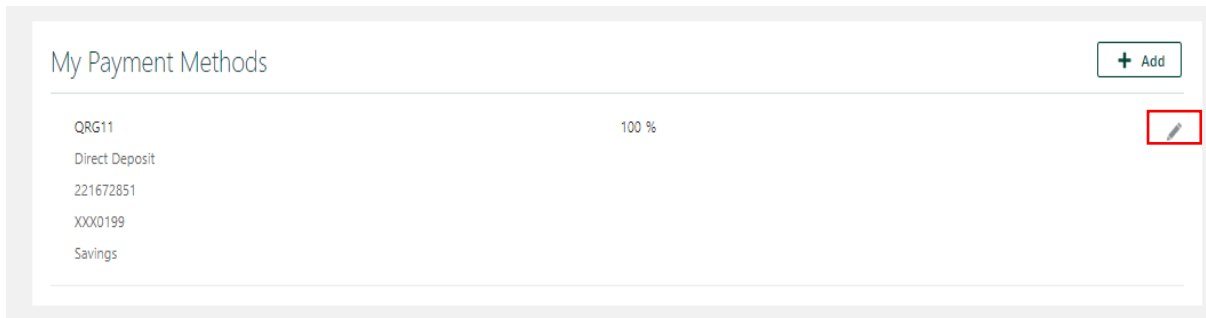 My Payment Methods
+ Add
QRG11
100 %
Direct Deposit
221672851
XXX0199
Savings